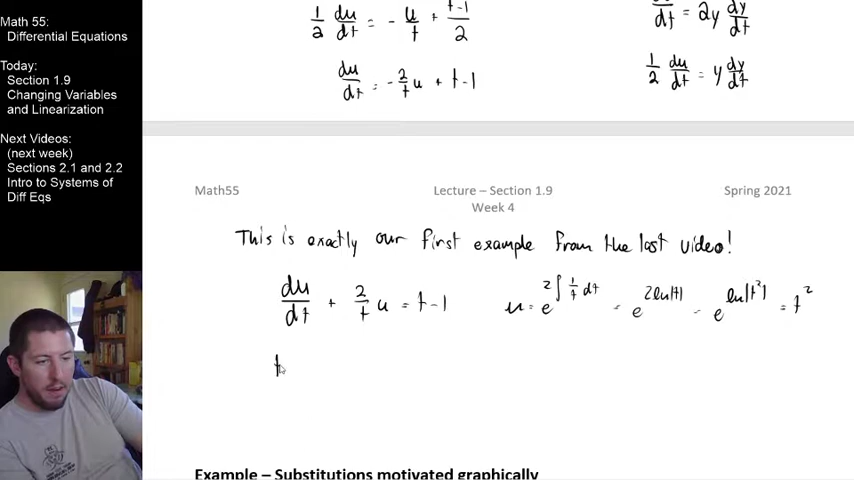 Math 55:
Differential Equations
Today:
Section 1.9
Changing Variables
and Linearization
Next Videos:
(next week)
Sections 2.1 and 2.2
Intro to Systems of
Diff Eqs
1/2 du/dt = - u/t + t-1/2
du/dt = 2y dy/dt
du/dt = -2/t u + t-1
1/2 du/dt = y dy/dt
Math55
Lecture – Section 1.9
Spring 2021
Week 4
This is exactly our first example from the last video!
du/dt + 2/t u = t-1
u = e^{2∫ 1/t dt} = e^{2ln|t|} = e^{ln|t²|} = t²
t
Example – Substitutions motivated graphically